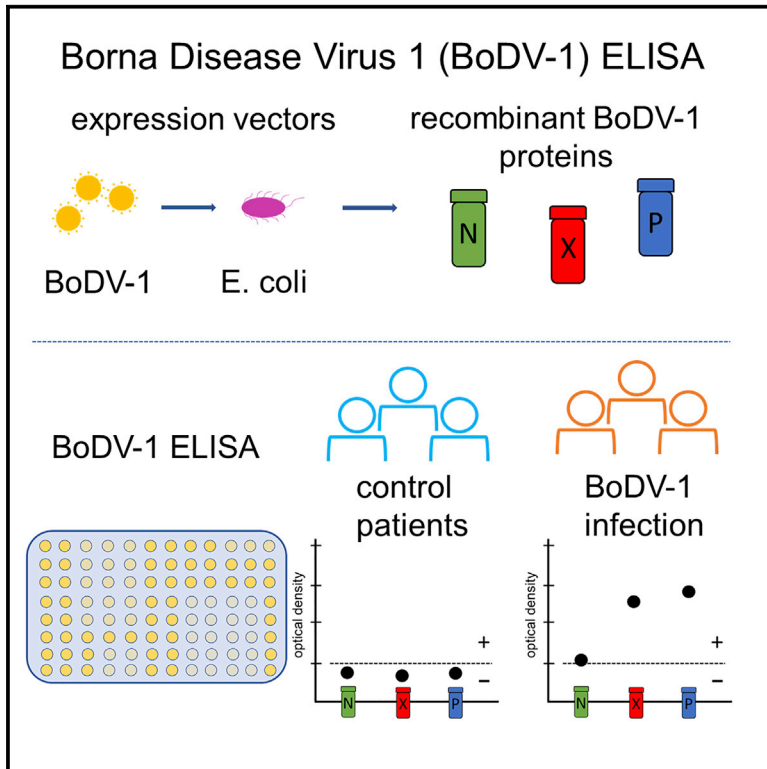 Borna Disease Virus 1 (BoDV-1) ELISA
expression vectors
recombinant BoDV-1
proteins
N
X
P
BoDV-1
E. coli
BoDV-1 ELISA
control
patients
BoDV-1
infection
optical density
+
−
N
X
P
optical density
+
−
N
X
P